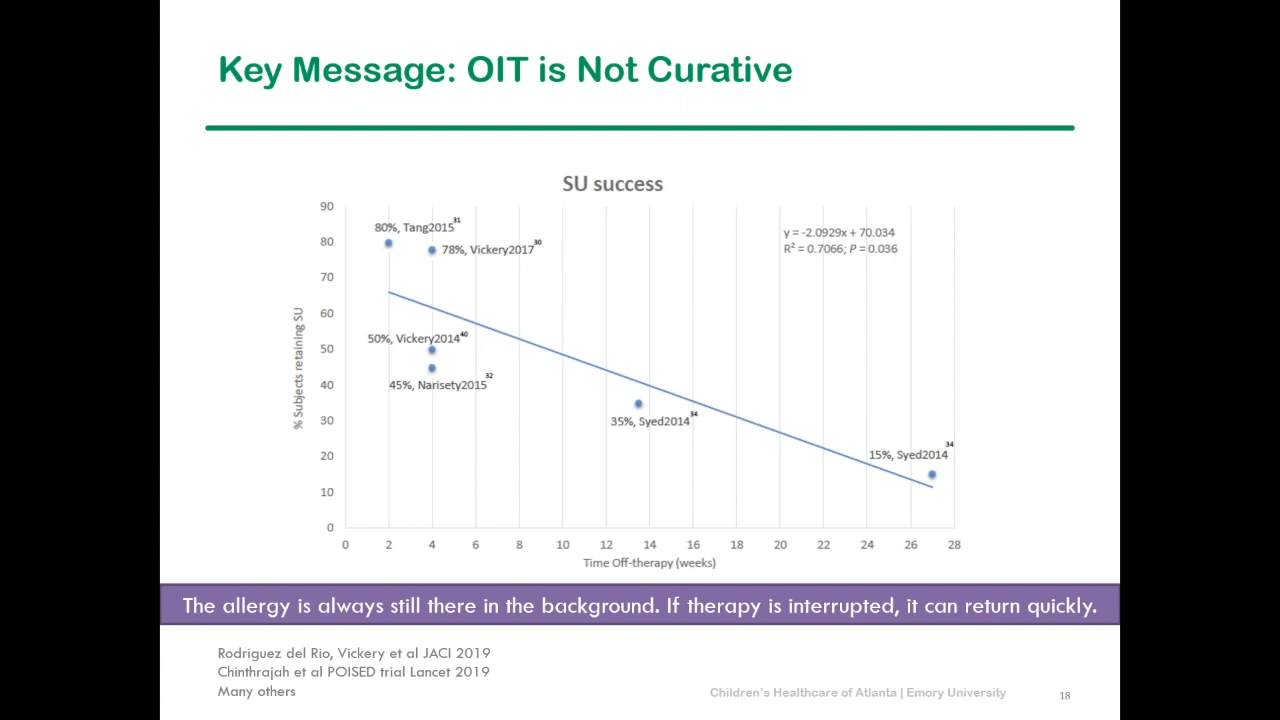 Key Message: OIT is Not Curative
SU success
90
80
70
60
50
40
30
20
10
0
% Subjects retaining SU
80%, Tang2015³¹
78%, Vickery2017³⁰
y = -2.0929x + 70.034
R² = 0.7066; P = 0.036
50%, Vickery2014⁴⁰
45%, Narisety2015³²
35%, Syed2014³⁴
15%, Syed2014³⁴
0 2 4 6 8 10 12 14 16 18 20 22 24 26 28
Time Off-therapy (weeks)
The allergy is always still there in the background. If therapy is interrupted, it can return quickly.
Rodriguez del Rio, Vickery et al JACI 2019
Chinthrajah et al POISED trial Lancet 2019
Many others
Children's Healthcare of Atlanta | Emory University
18